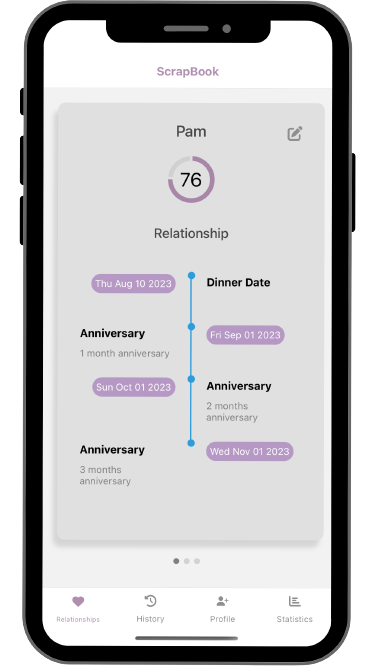 ScrapBook
Pam
76
Relationship
Thu Aug 10 2023
Dinner Date
Anniversary
1 month anniversary
Fri Sep 01 2023
Sun Oct 01 2023
Anniversary
2 months
anniversary
Anniversary
3 months
anniversary
Wed Nov 01 2023
Relationships
History
Profile
Statistics